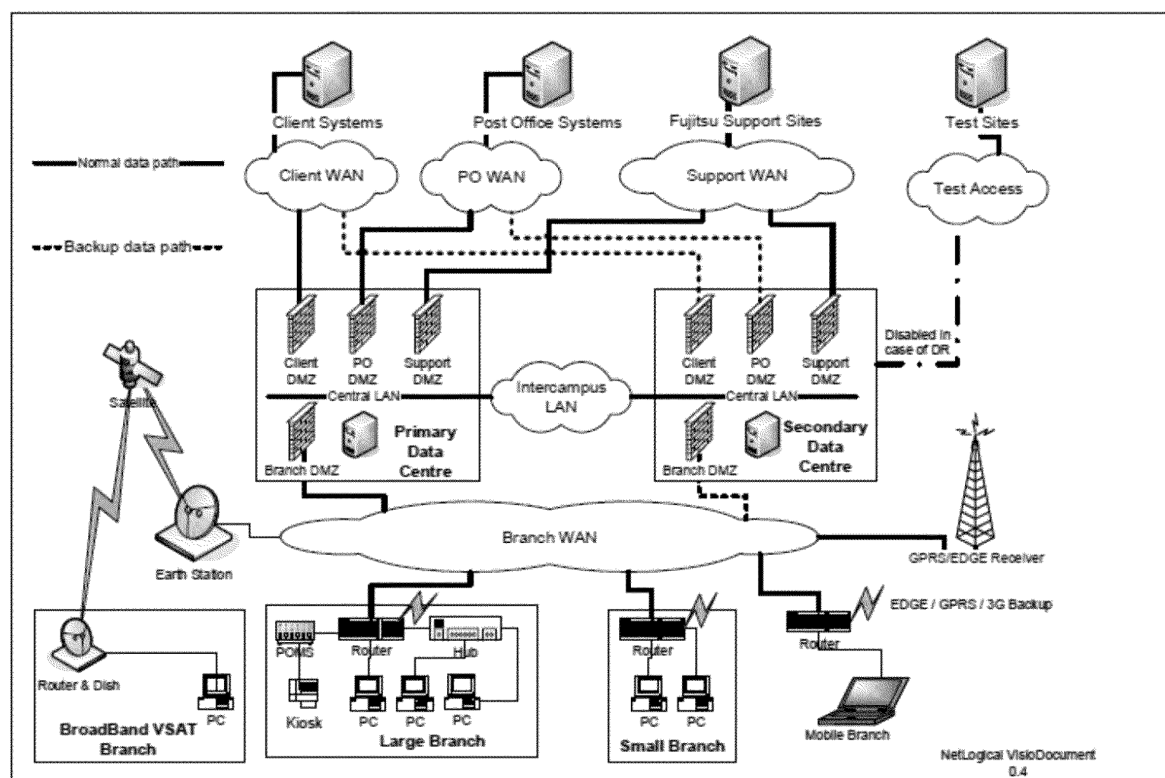 Client Systems
Post Office Systems
Fujitsu Support Sites
Test Sites
Normal data path
Client WAN
PO WAN
Support WAN
Test Access
Backup data path
Client
DMZ
PO
DMZ
Support
DMZ
Client
DMZ
PO
DMZ
Support
DMZ
Disabled in
case of DR
Satellite
Central LAN
Intercampus
LAN
Central LAN
Primary
Data
Centre
Branch DMZ
Secondary
Data
Centre
Branch DMZ
Branch WAN
Earth Station
GPRS/EDGE Receiver
EDGE / GPRS / 3G Backup
POMS
Router
Hub
Router
Router
Router & Dish
PC
Kiosk
PC
PC
PC
PC
PC
Mobile Branch
BroadBand VSAT
Branch
Large Branch
Small Branch
NetLogical VisioDocument
0.4